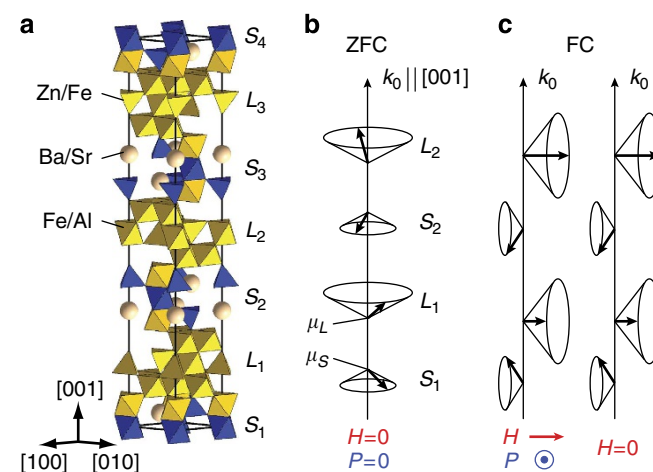 a
S4
Zn/Fe
L3
Ba/Sr
S3
Fe/Al
L2
S2
L1
[001]
S1
[100]
[010]
b
ZFC
k0||[001]
L2
S2
L1
μL
μS
S1
H=0
P=0
c
FC
k0
k0
H
P
H=0